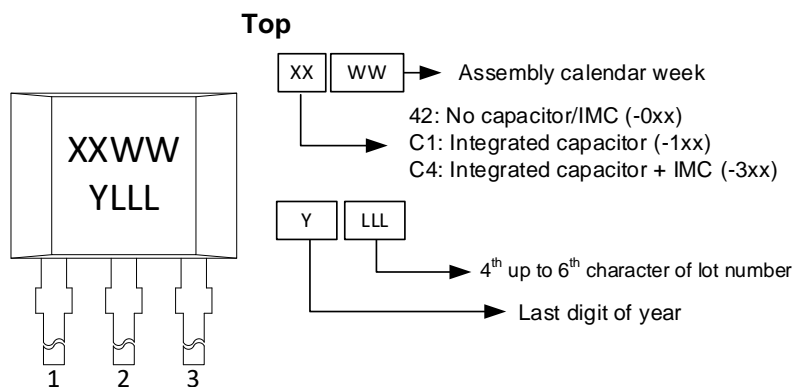 Top
XX WW
Assembly calendar week
42: No capacitor/IMC (-0xx)
C1: Integrated capacitor (-1xx)
C4: Integrated capacitor + IMC (-3xx)
XXWW
YLLL
Y LLL
4th up to 6th character of lot number
Last digit of year
1 2 3